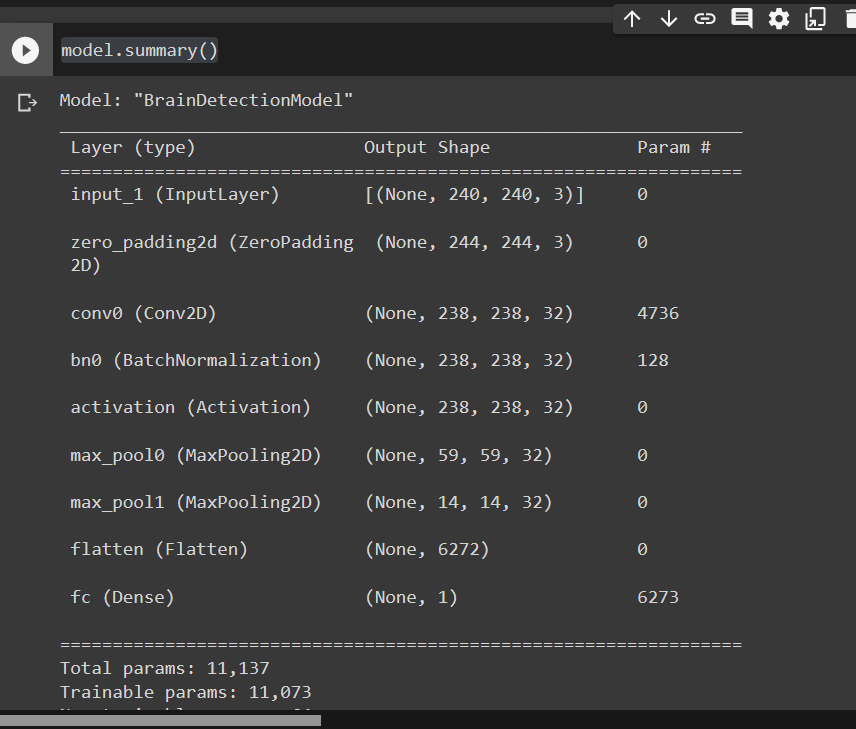 model.summary()
Model: "BrainDetectionModel"
_________________________________________________________________
Layer (type) Output Shape Param #
=================================================================
input_1 (InputLayer) [(None, 240, 240, 3)] 0
zero_padding2d (ZeroPadding (None, 244, 244, 3) 0
2D)
conv0 (Conv2D) (None, 238, 238, 32) 4736
bn0 (BatchNormalization) (None, 238, 238, 32) 128
activation (Activation) (None, 238, 238, 32) 0
max_pool0 (MaxPooling2D) (None, 59, 59, 32) 0
max_pool1 (MaxPooling2D) (None, 14, 14, 32) 0
flatten (Flatten) (None, 6272) 0
fc (Dense) (None, 1) 6273
=================================================================
Total params: 11,137
Trainable params: 11,073